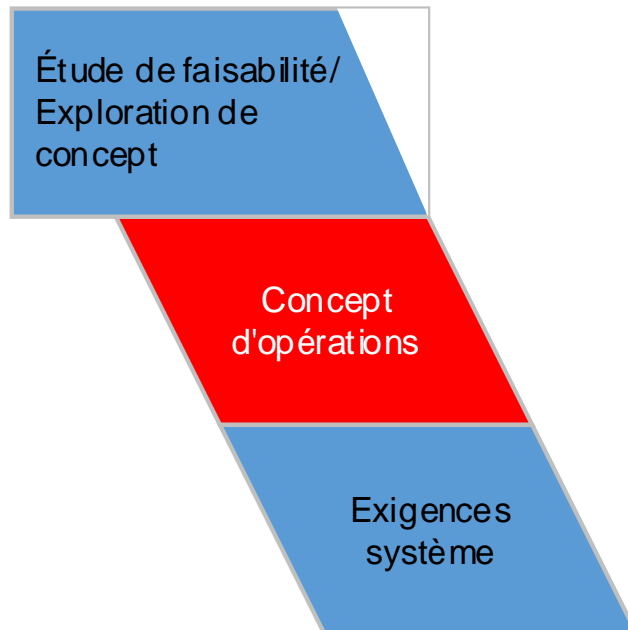 Étude de faisabilité/
Exploration de
concept
Concept
d'opérations
Exigences
système